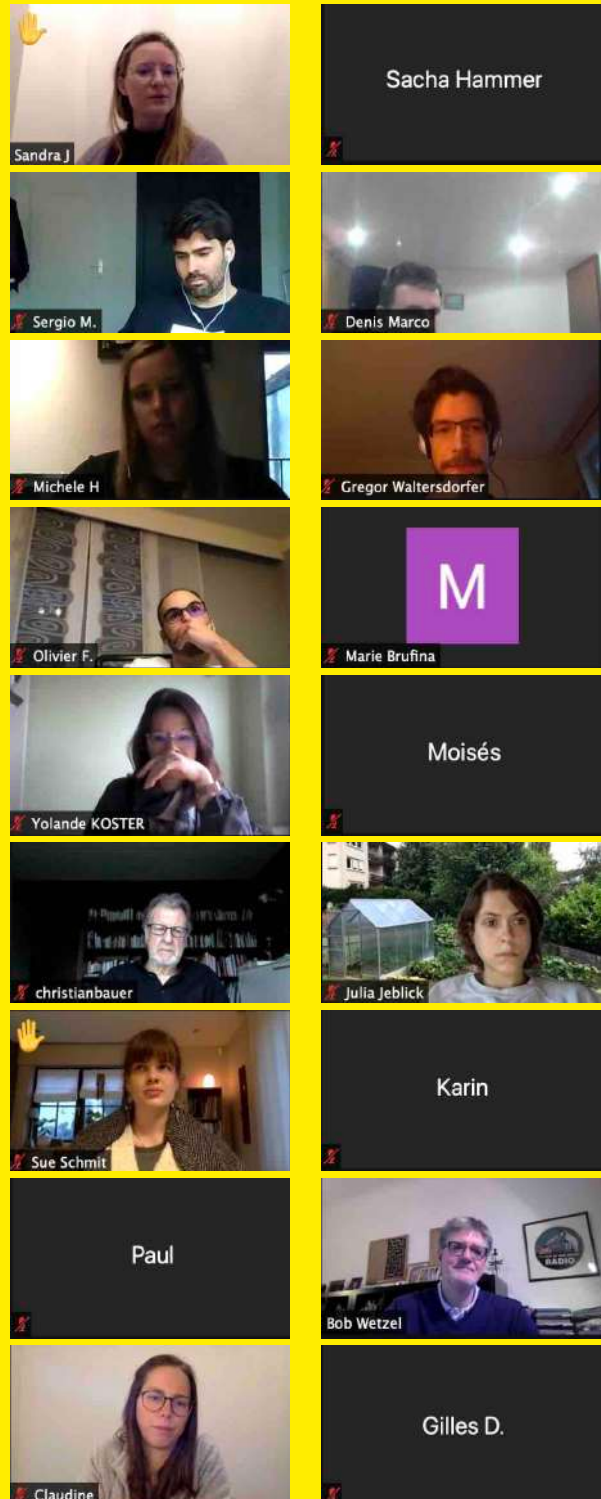 Sandra J
Sacha Hammer
Sergio M.
Denis Marco
Michele H
Gregor Waltersdorfer
Olivier F.
M
Marie Brufina
Yolande KOSTER
Moisés
christianbauer
Julia Jeblick
Sue Schmit
Karin
Paul
RADIO
Bob Wetzel
Claudine
Gilles D.